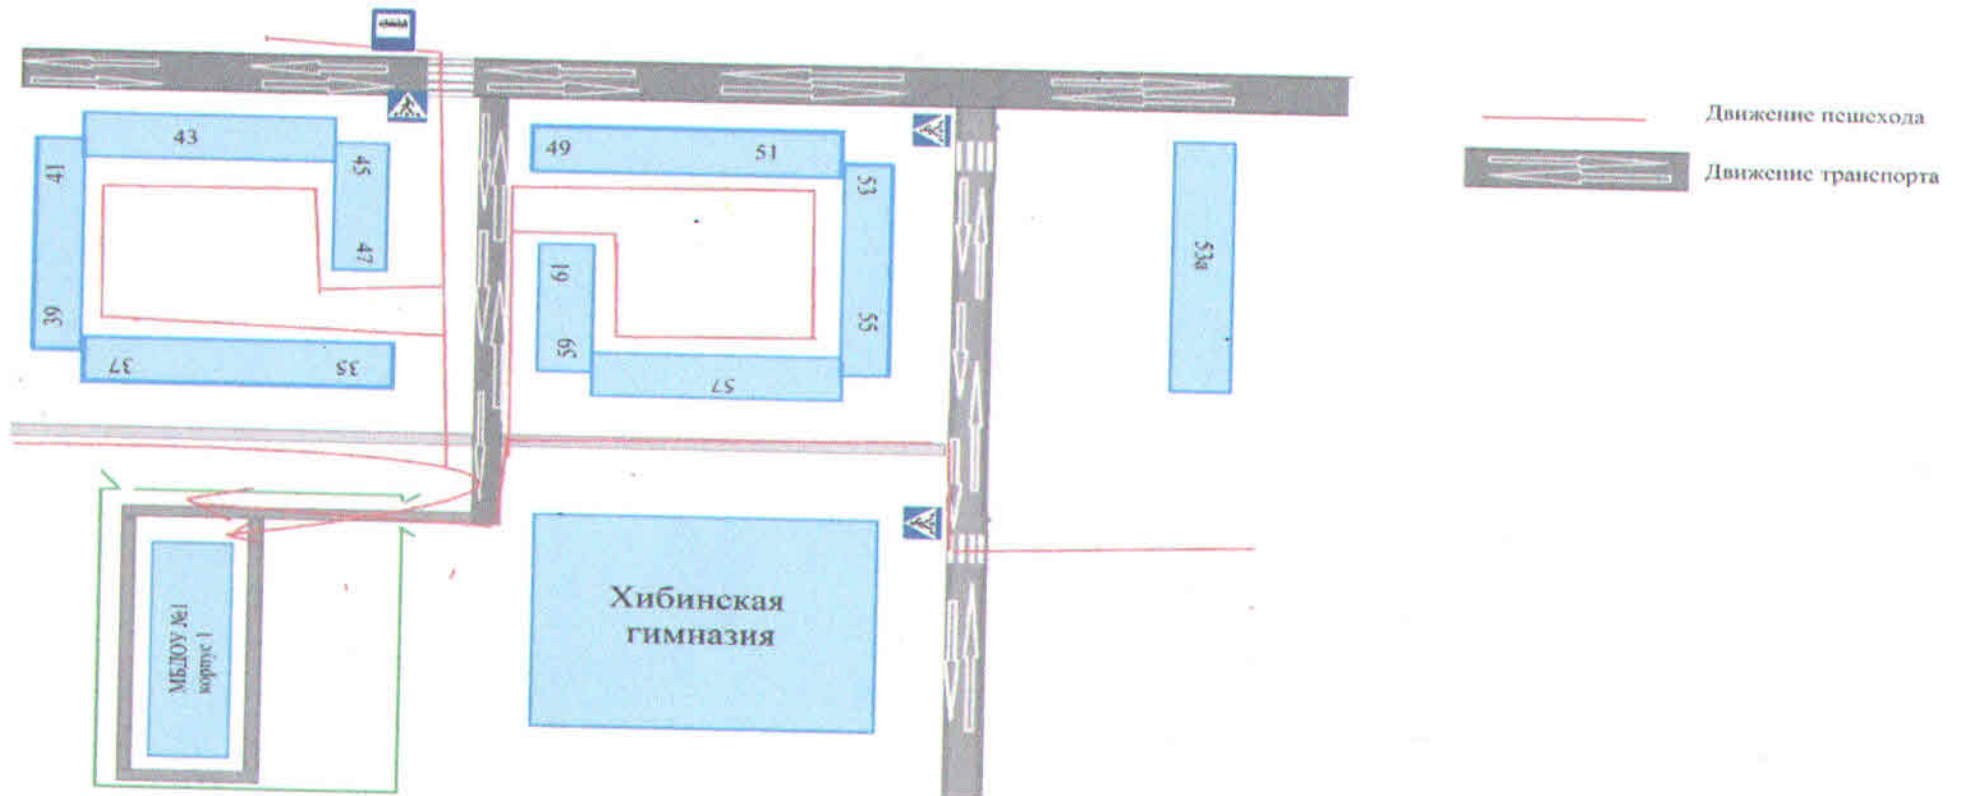 43
41
45
47
39
37
35
49
51
53
61
59
55
57
53а
Движение пешехода
Движение транспорта
Хибинская
гимназия
МБДОУ №1
корпус 1